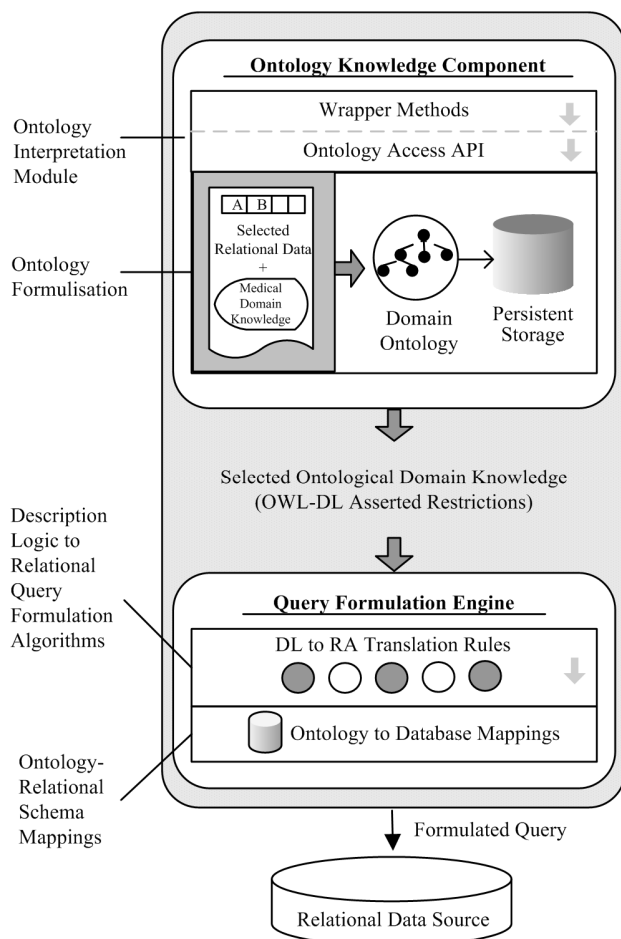 Ontology Knowledge Component
Wrapper Methods
Ontology Access API
Ontology
Interpretation
Module
A B
Selected
Relational Data
+
Medical
Domain
Knowledge
Ontology
Formulisation
Domain
Ontology
Persistent
Storage
Selected Ontological Domain Knowledge
(OWL-DL Asserted Restrictions)
Description
Logic to
Relational
Query
Formulation
Algorithms
Query Formulation Engine
DL to RA Translation Rules
Ontology to Database Mappings
Ontology-
Relational
Schema
Mappings
Formulated Query
Relational Data Source